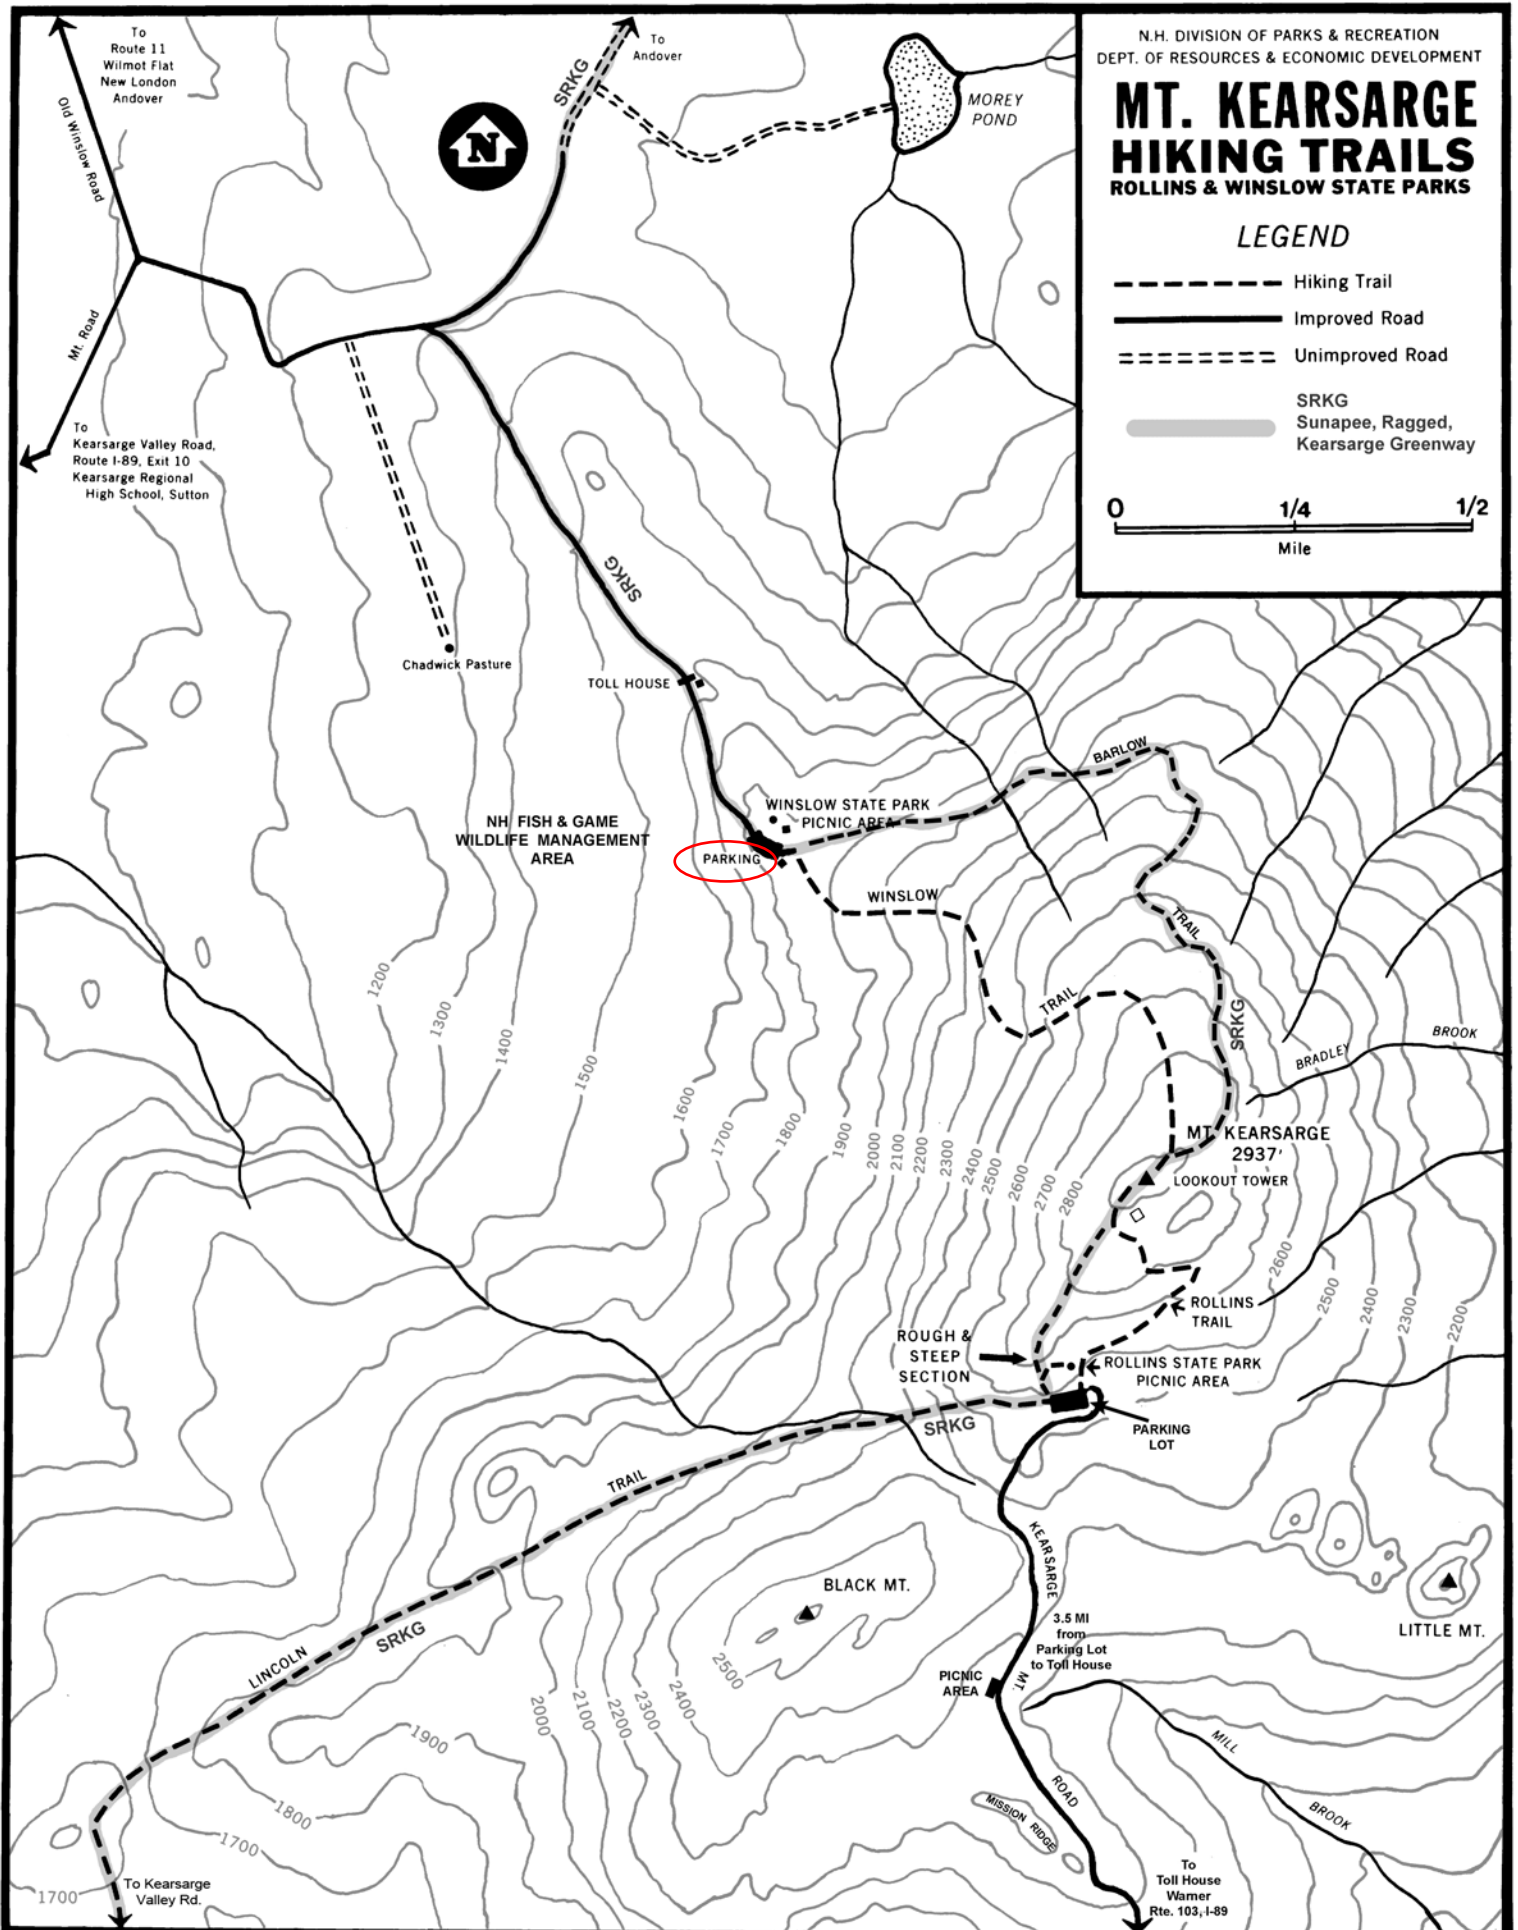 N.H. DIVISION OF PARKS & RECREATION
DEPT. OF RESOURCES & ECONOMIC DEVELOPMENT
MT. KEARSARGE
HIKING TRAILS
ROLLINS & WINSLOW STATE PARKS
LEGEND
Hiking Trail
Improved Road
Unimproved Road
SRKG
Sunapee, Ragged,
Kearsarge Greenway
0 1/4 1/2
Mile
To
Route 11
Wilmot Flat
New London
Andover
Old Winslow Road
Mt. Road
To
Kearsarge Valley Road,
Route I-89, Exit 10
Kearsarge Regional
High School, Sutton
N
SRKG
To
Andover
MOREY
POND
SRKG
Chadwick Pasture
TOLL HOUSE
NH FISH & GAME
WILDLIFE MANAGEMENT
AREA
WINSLOW STATE PARK
PICNIC AREA
PARKING
BARLOW
TRAIL
SRKG
WINSLOW
TRAIL
BRADLEY
BROOK
1200
1300
1400
1500
1600
1700
1800
1900
2000
2100
2200
2300
2400
2500
2600
2700
2800
MT. KEARSARGE
2937'
LOOKOUT TOWER
2600
2500
2400
2300
2200
ROLLINS
TRAIL
ROUGH &
STEEP
SECTION
ROLLINS STATE PARK
PICNIC AREA
PARKING
LOT
SRKG
TRAIL
SRKG
LINCOLN
BLACK MT.
KEARSARGE
3.5 MI
from
Parking Lot
to Toll House
MT.
PICNIC
AREA
LITTLE MT.
2500
2400
2300
2200
2100
2000
1900
1800
1700
1700
MILL
BROOK
ROAD
MISSION RIDGE
To Kearsarge
Valley Rd.
To
Toll House
Warner
Rte. 103, I-89